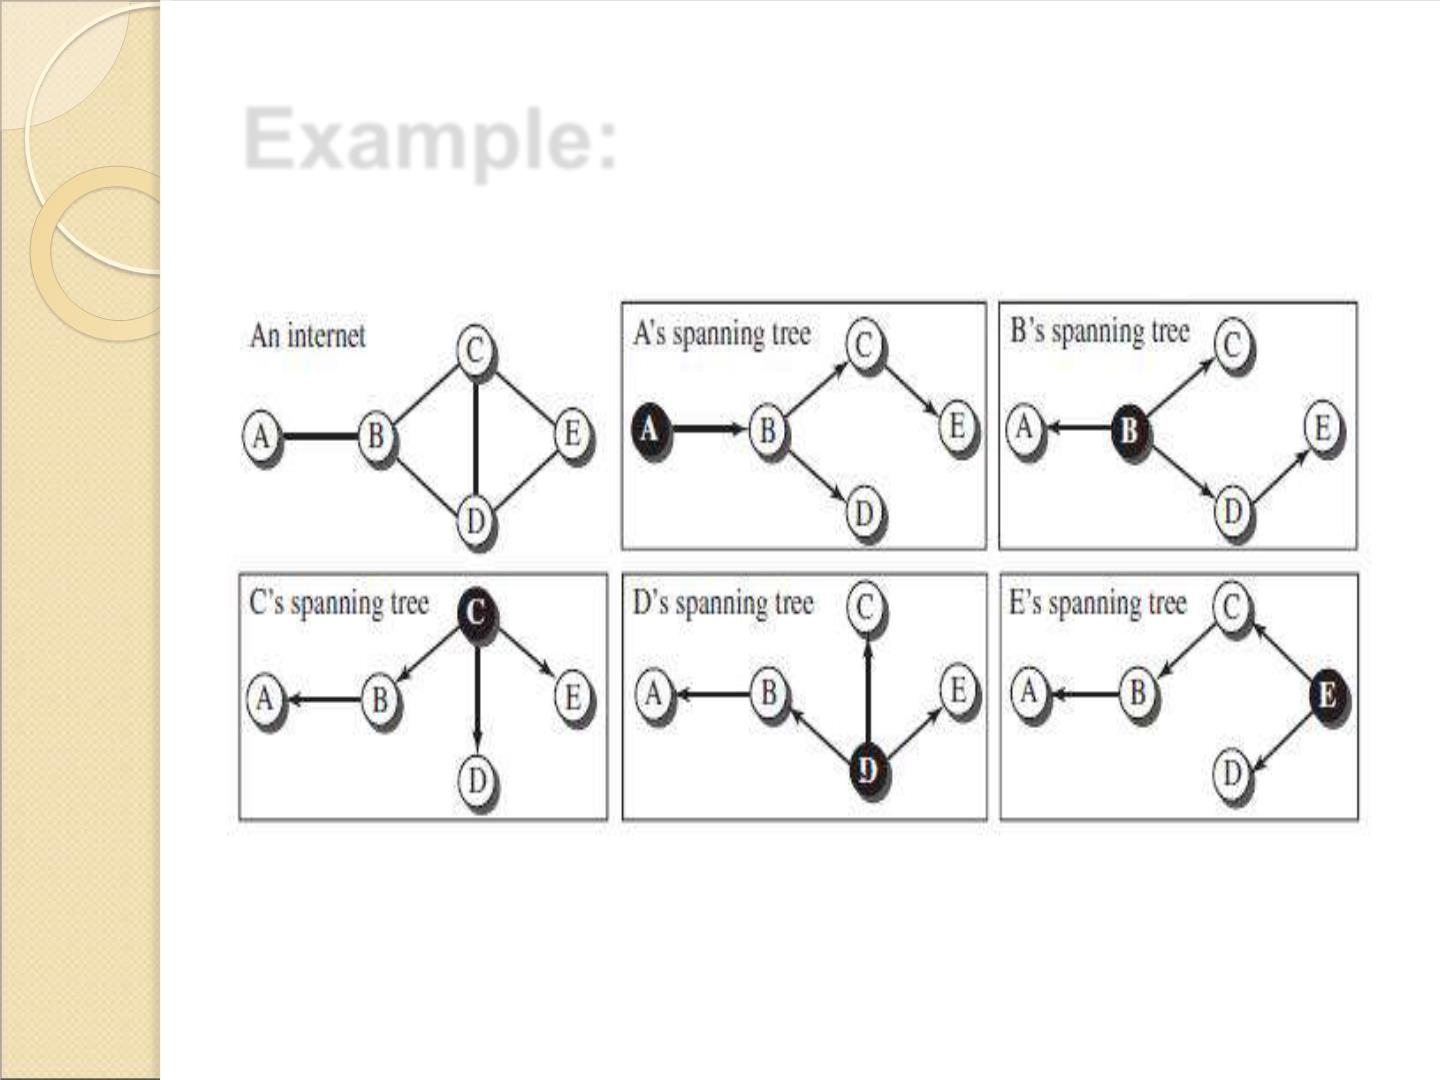 Example:
An internet
C
A
B
E
D
A's spanning tree
C
A
B
E
D
B's spanning tree
C
A
B
E
D
C's spanning tree
C
A
B
E
D
D's spanning tree
C
A
B
E
D
E's spanning tree
C
A
B
E
D